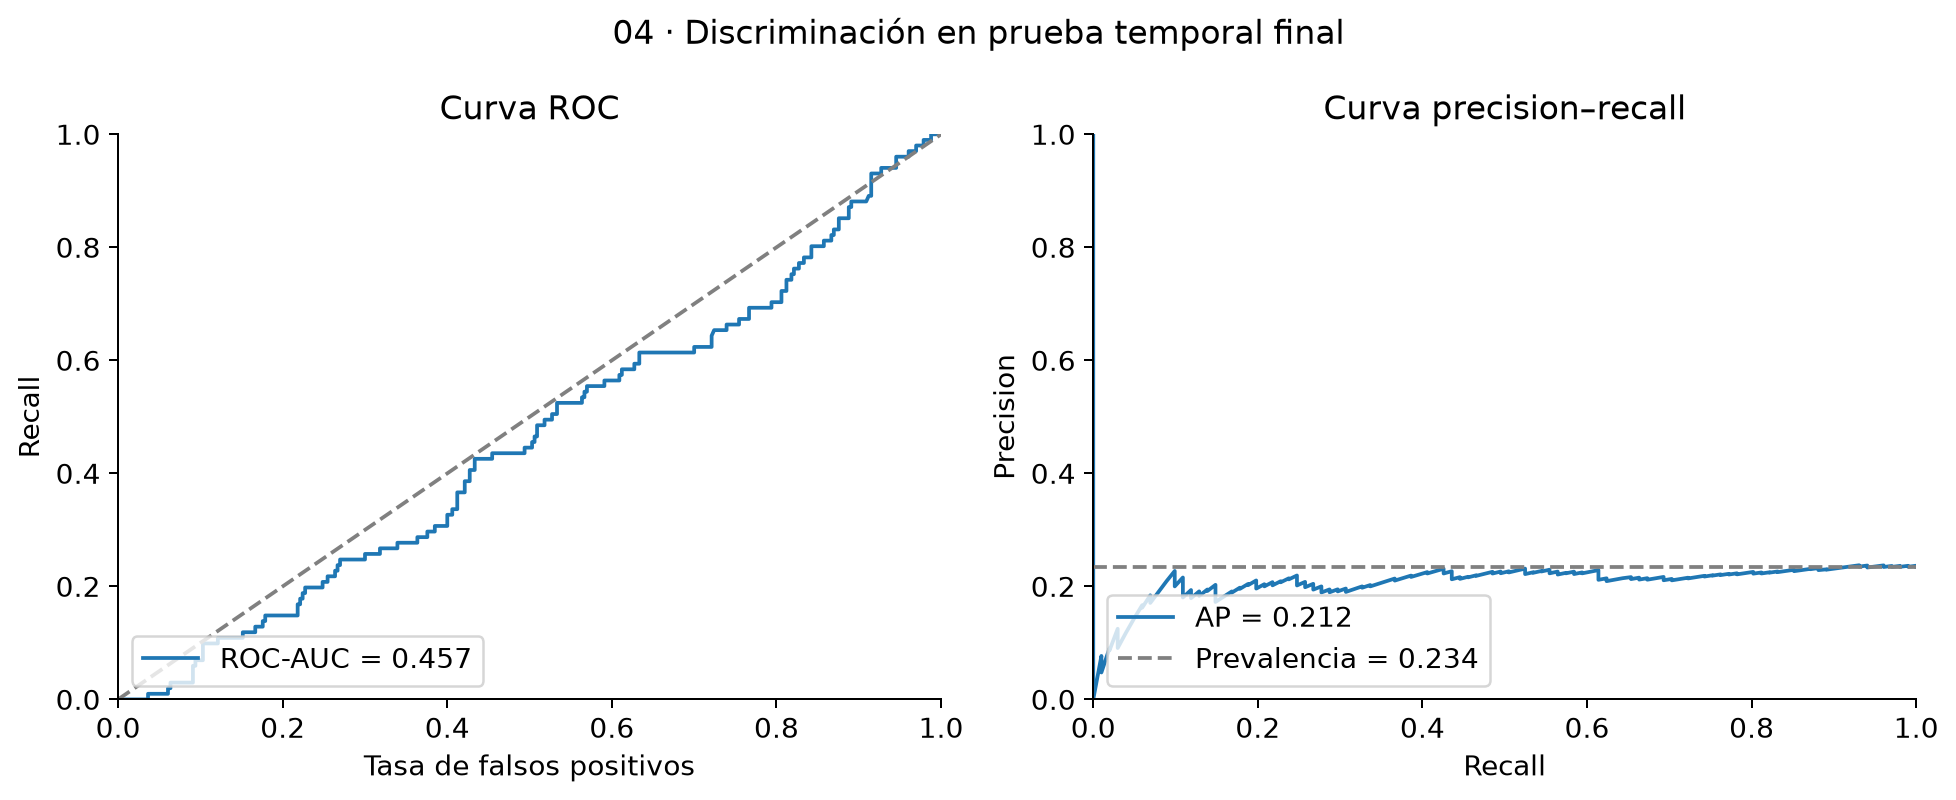 04 · Discriminación en prueba temporal final
Curva ROC
1.0
0.8
0.6
0.4
0.2
0.0
Recall
ROC-AUC = 0.457
0.0 0.2 0.4 0.6 0.8 1.0
Tasa de falsos positivos
Curva precision–recall
1.0
0.8
0.6
0.4
0.2
0.0
Precision
AP = 0.212
Prevalencia = 0.234
0.0 0.2 0.4 0.6 0.8 1.0
Recall